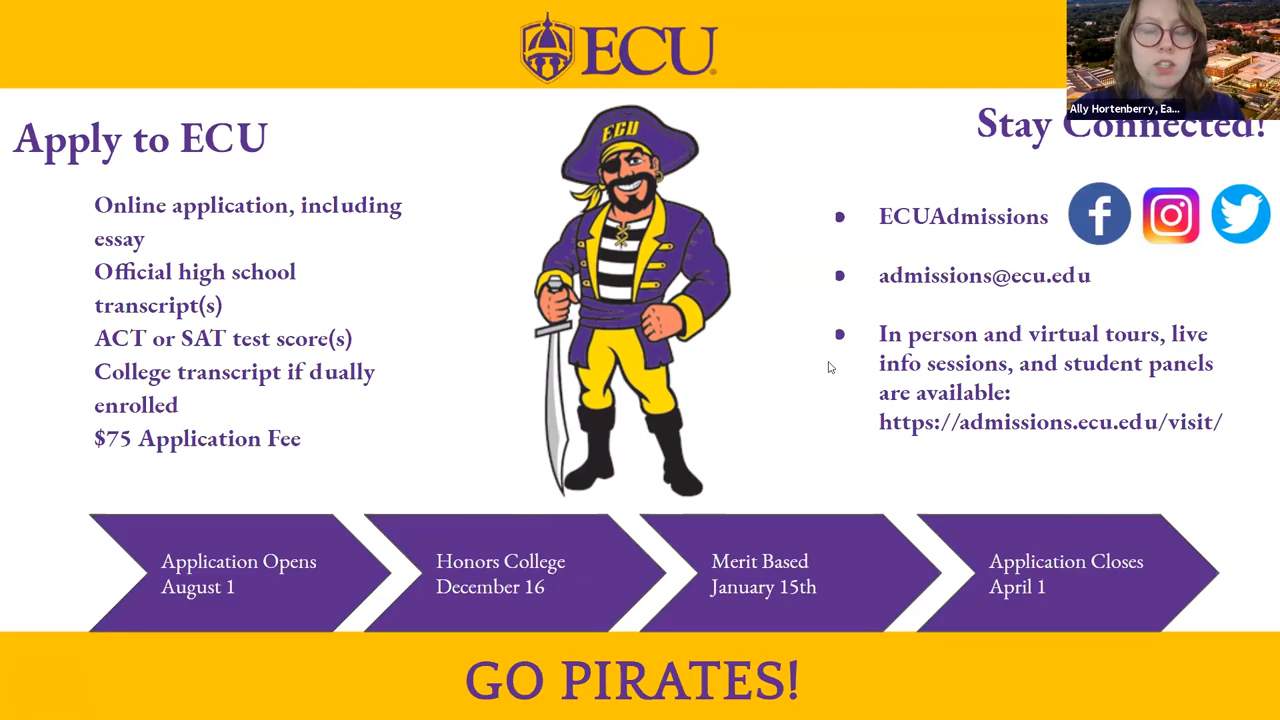 ECU
Ally Hortenberry, Ea...
Apply to ECU
Stay Connected!
ECU
Online application, including
essay
Official high school
transcript(s)
ACT or SAT test score(s)
College transcript if dually
enrolled
$75 Application Fee
ECUAdmissions
admissions@ecu.edu
In person and virtual tours, live
info sessions, and student panels
are available:
https://admissions.ecu.edu/visit/
Application Opens
August 1
Honors College
December 16
Merit Based
January 15th
Application Closes
April 1
GO PIRATES!